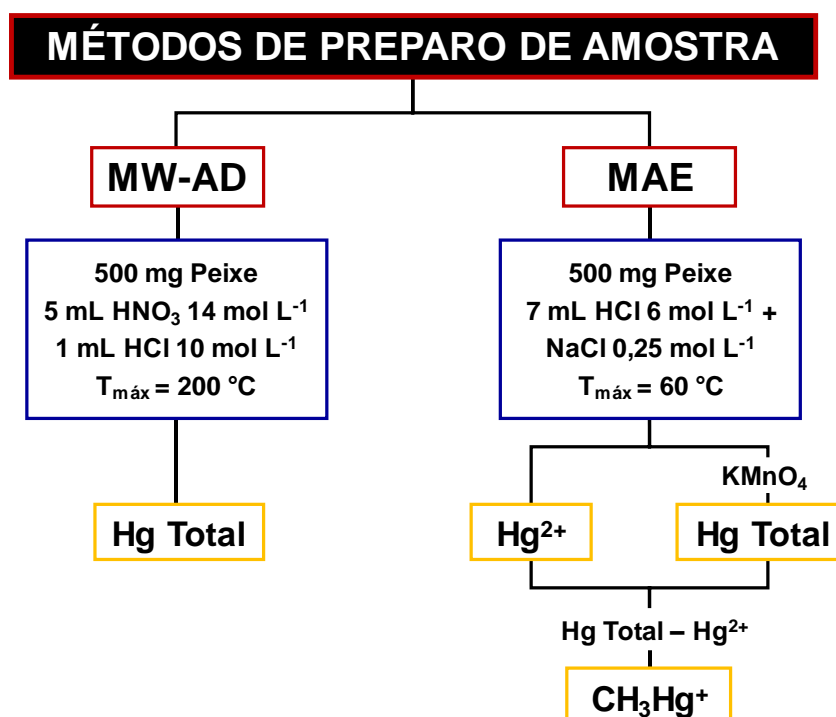 MÉTODOS DE PREPARO DE AMOSTRA
MW-AD
500 mg Peixe
5 mL HNO₃ 14 mol L⁻¹
1 mL HCl 10 mol L⁻¹
Tmáx = 200 °C
Hg Total
MAE
500 mg Peixe
7 mL HCl 6 mol L⁻¹ +
NaCl 0,25 mol L⁻¹
Tmáx = 60 °C
KMnO₄
Hg²⁺
Hg Total
Hg Total – Hg²⁺
CH₃Hg⁺